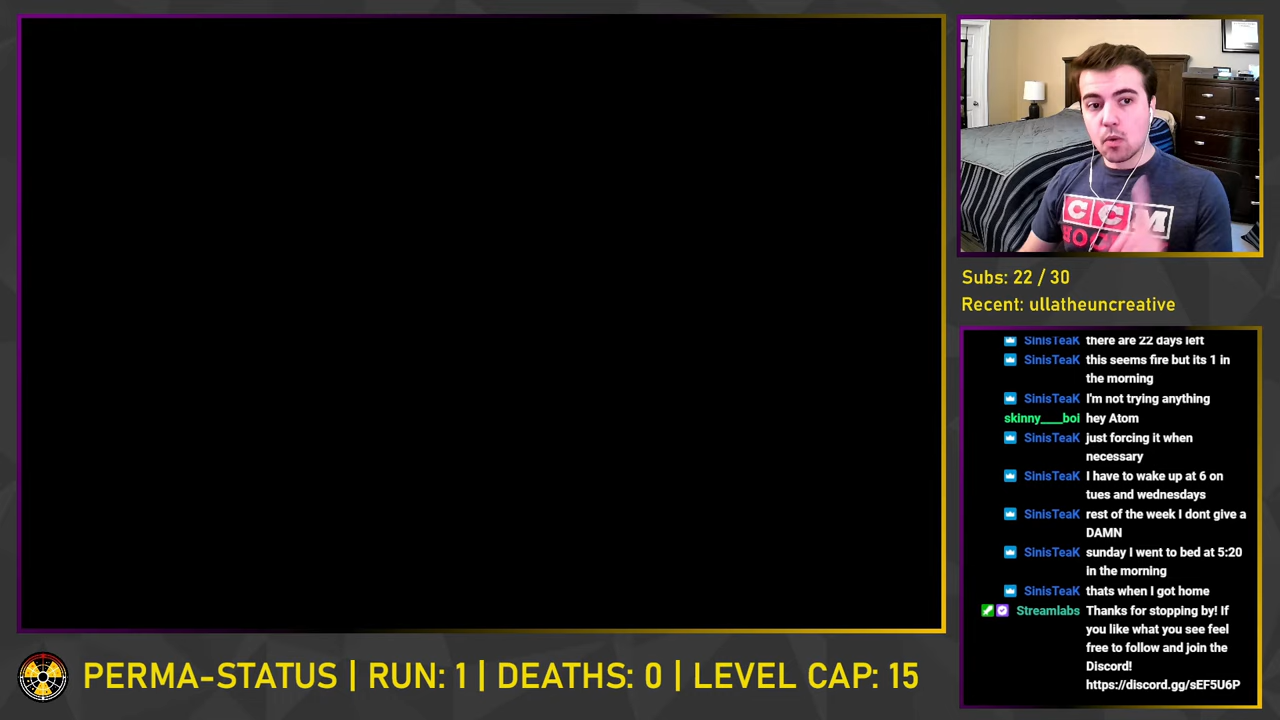 CCM
HOC
Subs: 22 / 30
Recent: ullatheuncreative
SinisTeaK there are 22 days left
SinisTeaK this seems fire but its 1 in
the morning
SinisTeaK I'm not trying anything
skinny___boi hey Atom
SinisTeaK just forcing it when
necessary
SinisTeaK I have to wake up at 6 on
tues and wednesdays
SinisTeaK rest of the week I dont give a
DAMN
SinisTeaK sunday I went to bed at 5:20
in the morning
SinisTeaK thats when I got home
Streamlabs Thanks for stopping by! If
you like what you see feel
free to follow and join the
Discord!
https://discord.gg/sEF5U6P
PERMA-STATUS | RUN: 1 | DEATHS: 0 | LEVEL CAP: 15